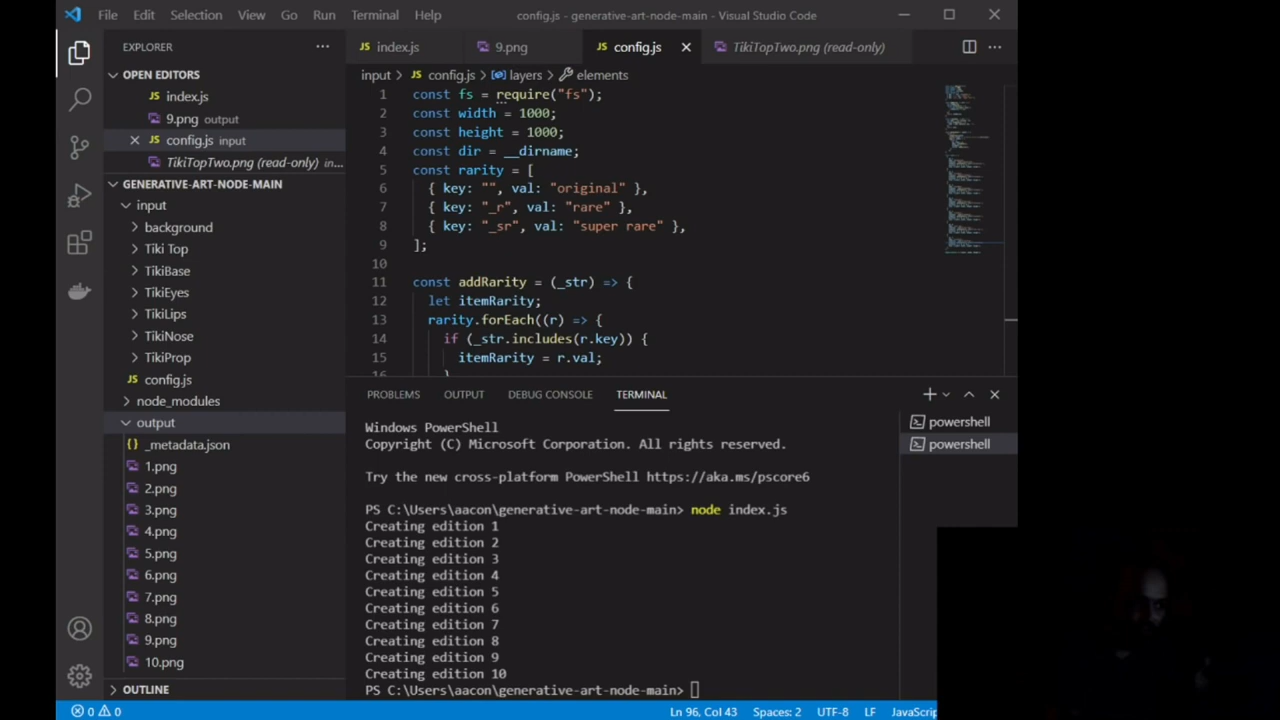 File Edit Selection View Go Run Terminal Help
config.js - generative-art-node-main - Visual Studio Code
EXPLORER
OPEN EDITORS
index.js
9.png output
config.js input
TikiTopTwo.png (read-only) in...
GENERATIVE-ART-NODE-MAIN
input
background
Tiki Top
TikiBase
TikiEyes
TikiLips
TikiNose
TikiProp
config.js
node_modules
output
_metadata.json
1.png
2.png
3.png
4.png
5.png
6.png
7.png
8.png
9.png
10.png
OUTLINE
index.js 9.png config.js TikiTopTwo.png (read-only)
input > config.js > layers > elements
1 const fs = require("fs");
2 const width = 1000;
3 const height = 1000;
4 const dir = __dirname;
5 const rarity = [
6 { key: "", val: "original" },
7 { key: "_r", val: "rare" },
8 { key: "_sr", val: "super rare" },
9 ];
10
11 const addRarity = (_str) => {
12 let itemRarity;
13 rarity.forEach((r) => {
14 if (_str.includes(r.key)) {
15 itemRarity = r.val;
16 }
PROBLEMS OUTPUT DEBUG CONSOLE TERMINAL
Windows PowerShell
Copyright (C) Microsoft Corporation. All rights reserved.
Try the new cross-platform PowerShell https://aka.ms/pscore6
PS C:\Users\aacon\generative-art-node-main> node index.js
Creating edition 1
Creating edition 2
Creating edition 3
Creating edition 4
Creating edition 5
Creating edition 6
Creating edition 7
Creating edition 8
Creating edition 9
Creating edition 10
PS C:\Users\aacon\generative-art-node-main>
powershell
powershell
0 0
Ln 96, Col 43 Spaces: 2 UTF-8 LF JavaScrip